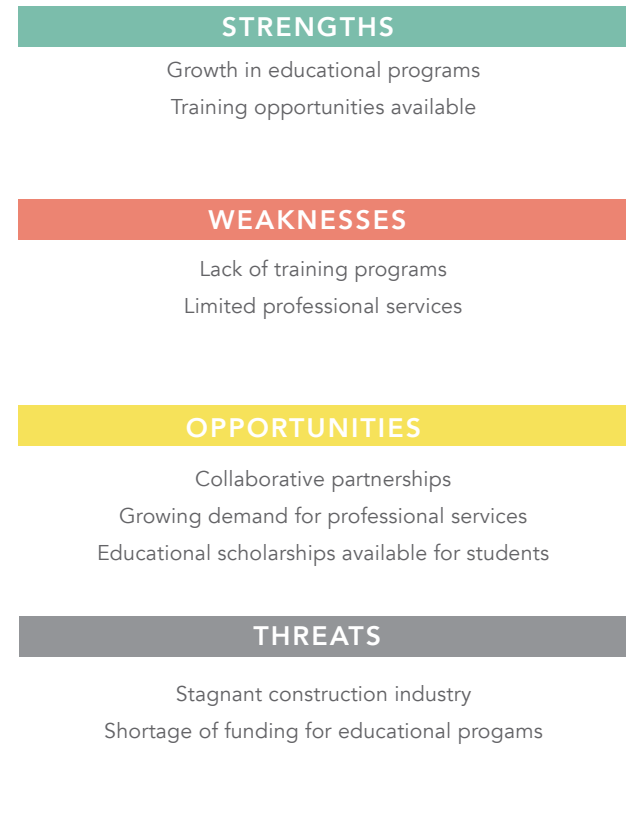 STRENGTHS
Growth in educational programs
Training opportunities available
WEAKNESSES
Lack of training programs
Limited professional services
OPPORTUNITIES
Collaborative partnerships
Growing demand for professional services
Educational scholarships available for students
THREATS
Stagnant construction industry
Shortage of funding for educational progams